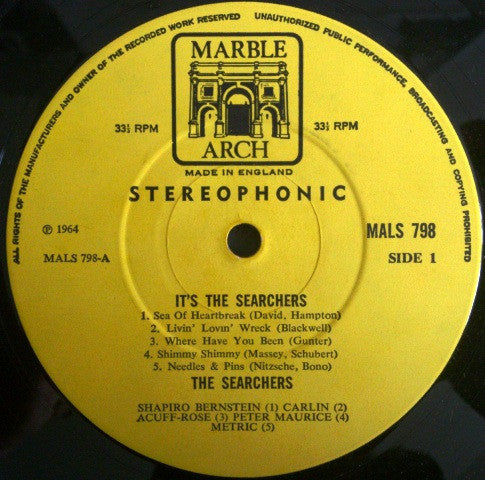 ALL RIGHTS OF THE MANUFACTURERS AND OWNER OF THE RECORDED WORK RESERVED UNAUTHORIZED PUBLIC PERFORMANCE, BROADCASTING AND COPYING PROHIBITED
MARBLE
33⅓ RPM 33⅓ RPM
ARCH
MADE IN ENGLAND
STEREOPHONIC
℗ 1964 MALS 798
MALS 798-A SIDE 1
IT'S THE SEARCHERS
1. Sea Of Heartbreak (David, Hampton)
2. Livin' Lovin' Wreck (Blackwell)
3. Where Have You Been (Gunter)
4. Shimmy Shimmy (Massey, Schubert)
5. Needles & Pins (Nitzsche, Bono)
THE SEARCHERS
SHAPIRO BERNSTEIN (1) CARLIN (2)
ACUFF-ROSE (3) PETER MAURICE (4)
METRIC (5)